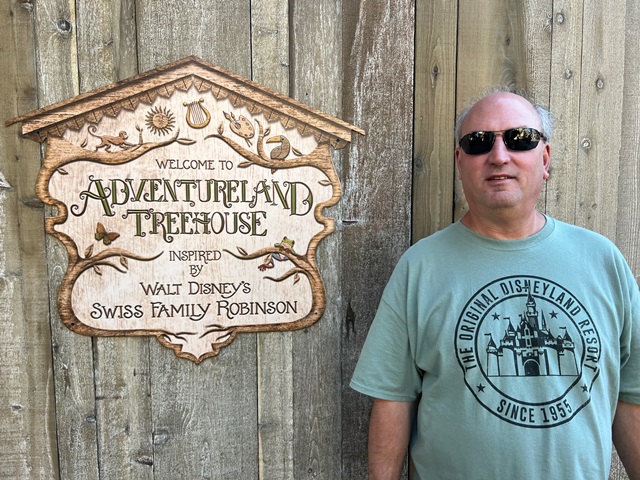 WELCOME TO
ADVENTURELAND
TREEHOUSE
INSPIRED
BY
WALT DISNEY'S
SWISS FAMILY ROBINSON
THE ORIGINAL DISNEYLAND RESORT
SINCE 1955